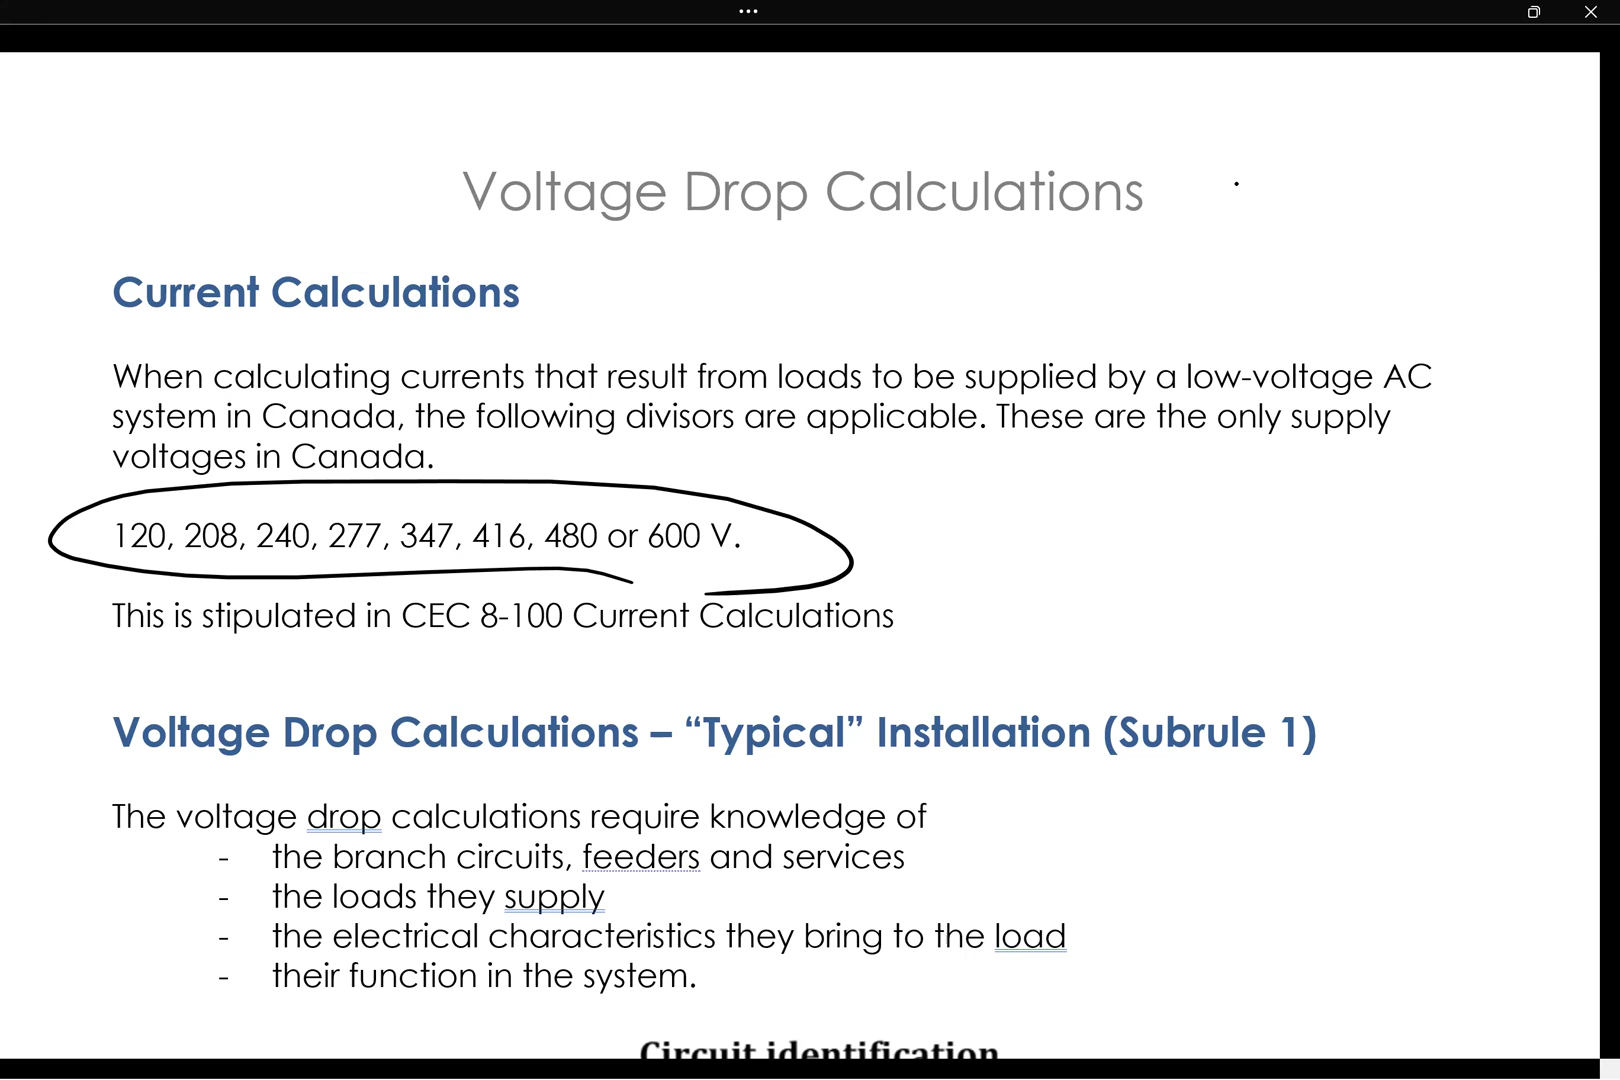 Voltage Drop Calculations
Current Calculations
When calculating currents that result from loads to be supplied by a low-voltage AC
system in Canada, the following divisors are applicable. These are the only supply
voltages in Canada.
120, 208, 240, 277, 347, 416, 480 or 600 V.
This is stipulated in CEC 8-100 Current Calculations
Voltage Drop Calculations – “Typical” Installation (Subrule 1)
The voltage drop calculations require knowledge of
- the branch circuits, feeders and services
- the loads they supply
- the electrical characteristics they bring to the load
- their function in the system.
Circuit identification